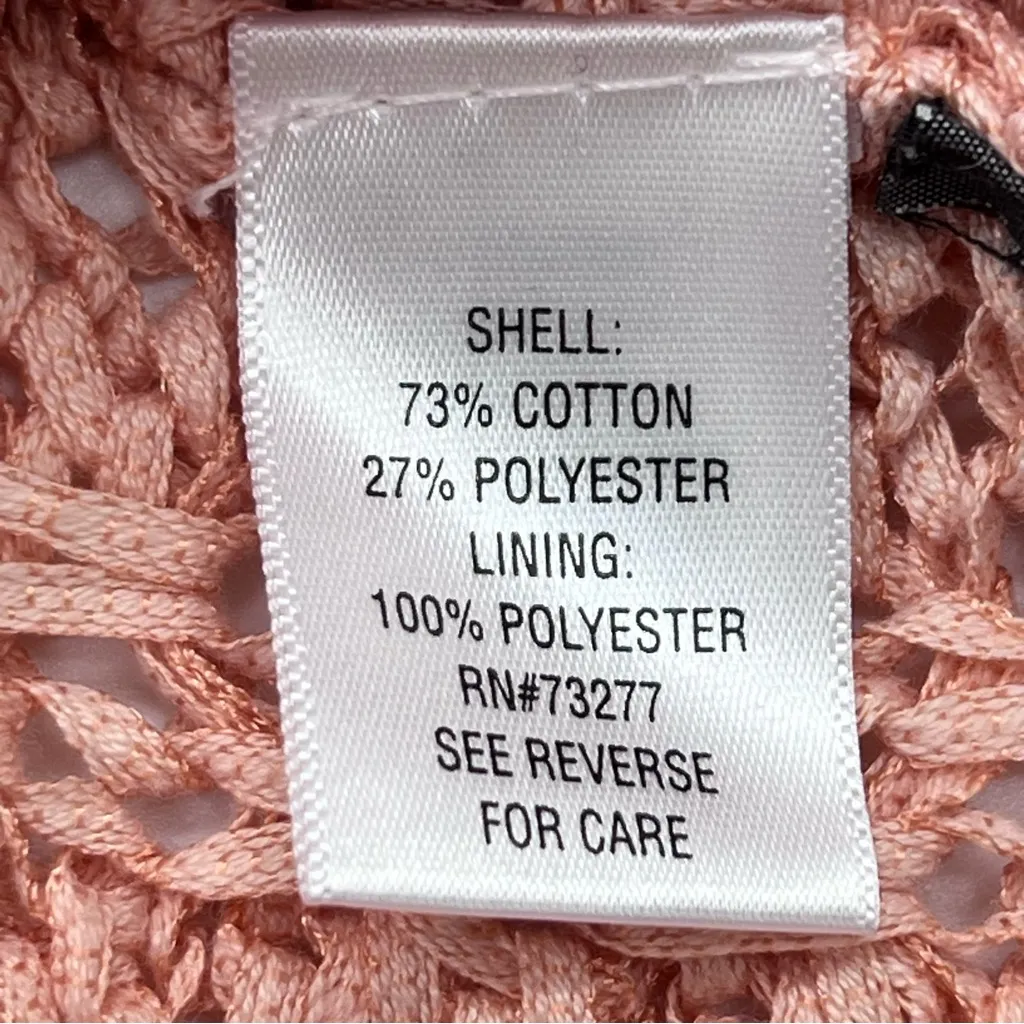 SHELL:
73% COTTON
27% POLYESTER
LINING:
100% POLYESTER
RN#73277
SEE REVERSE
FOR CARE